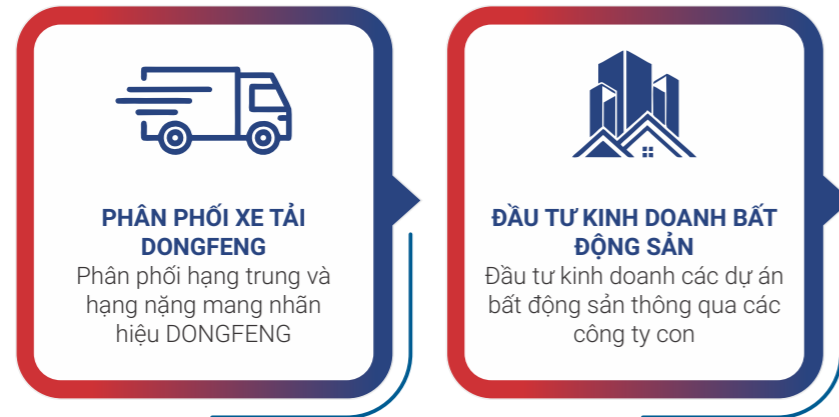 PHÂN PHỐI XE TẢI
DONGFENG
Phân phối hạng trung và
hạng nặng mang nhãn
hiệu DONGFENG
ĐẦU TƯ KINH DOANH BẤT
ĐỘNG SẢN
Đầu tư kinh doanh các dự án
bất động sản thông qua các
công ty con